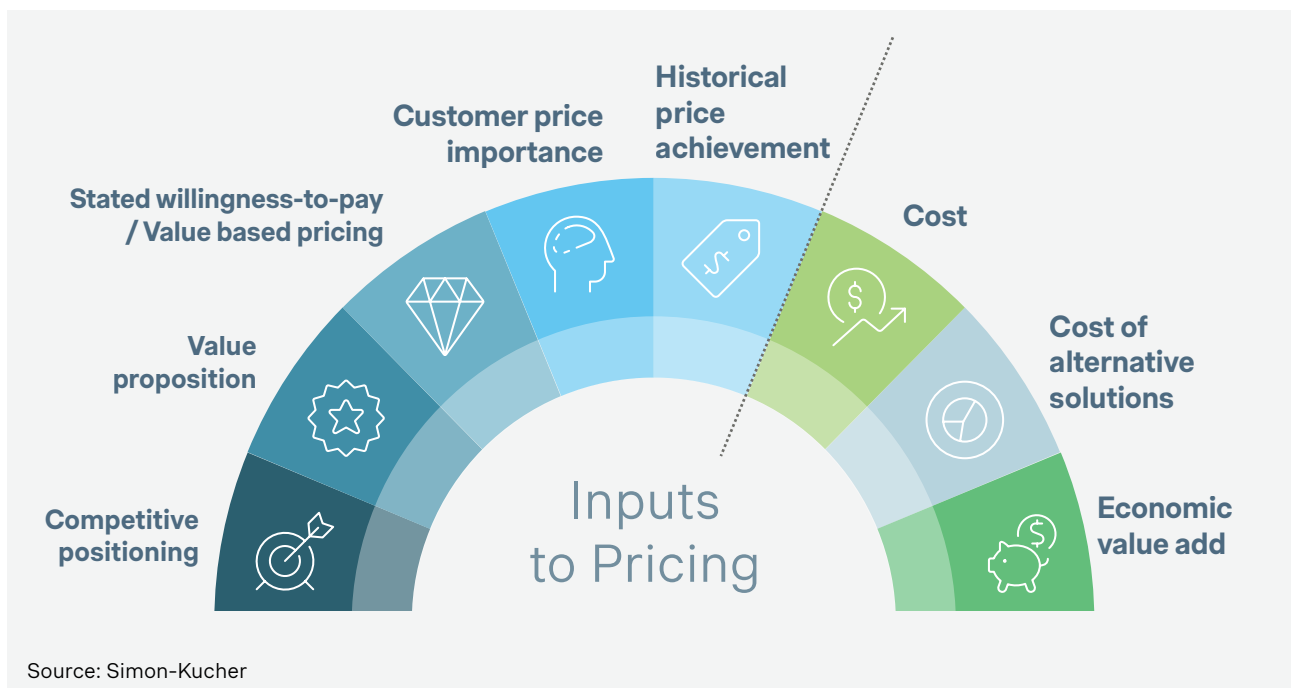 Historical
price
achievement
Customer price
importance
Stated willingness-to-pay
/ Value based pricing
Cost
Value
proposition
Cost of
alternative
solutions
Competitive
positioning
Economic
value add
Inputs
to Pricing
$
$
$
Source: Simon-Kucher